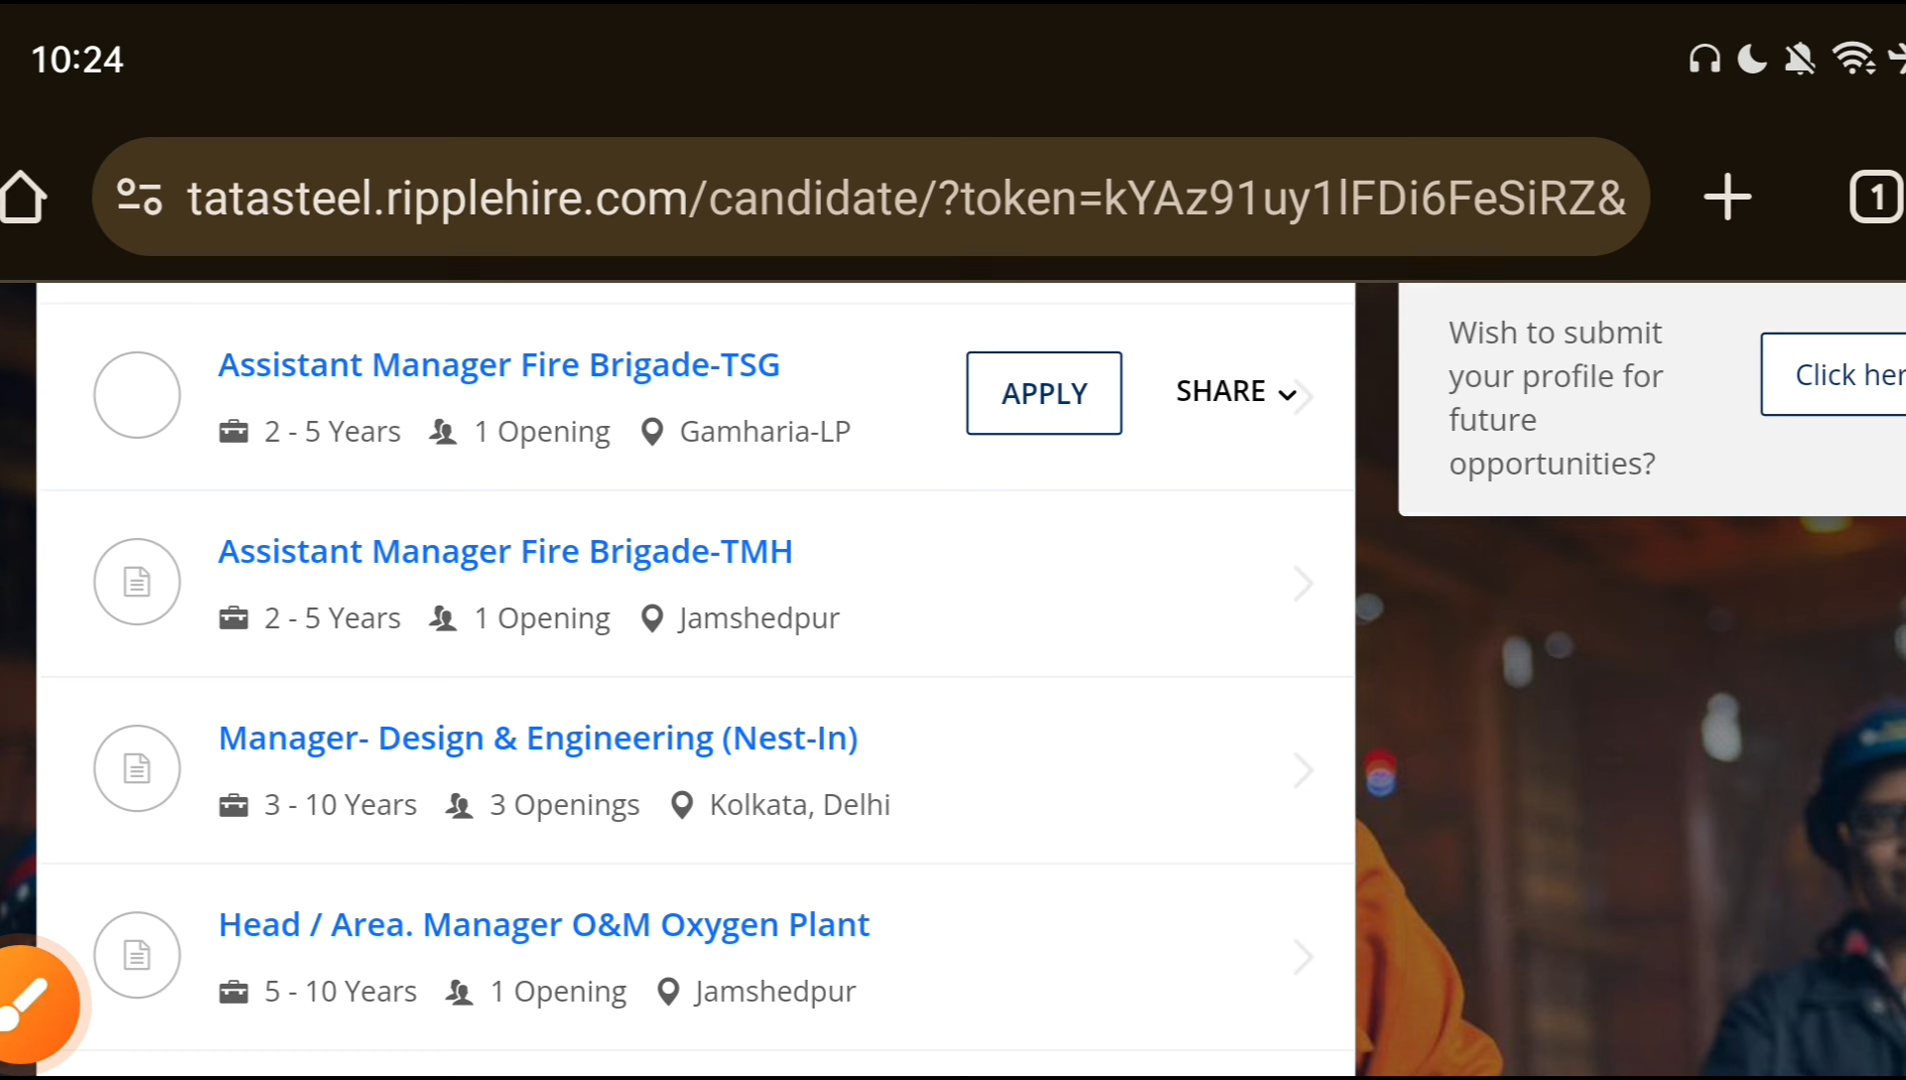 10:24
tatasteel.ripplehire.com/candidate/?token=kYAz91uy1lFDi6FeSiRZ&
1
Assistant Manager Fire Brigade-TSG
2 - 5 Years 1 Opening Gamharia-LP
APPLY
SHARE
Wish to submit
your profile for
future
opportunities?
Click her
Assistant Manager Fire Brigade-TMH
2 - 5 Years 1 Opening Jamshedpur
Manager- Design & Engineering (Nest-In)
3 - 10 Years 3 Openings Kolkata, Delhi
Head / Area. Manager O&M Oxygen Plant
5 - 10 Years 1 Opening Jamshedpur